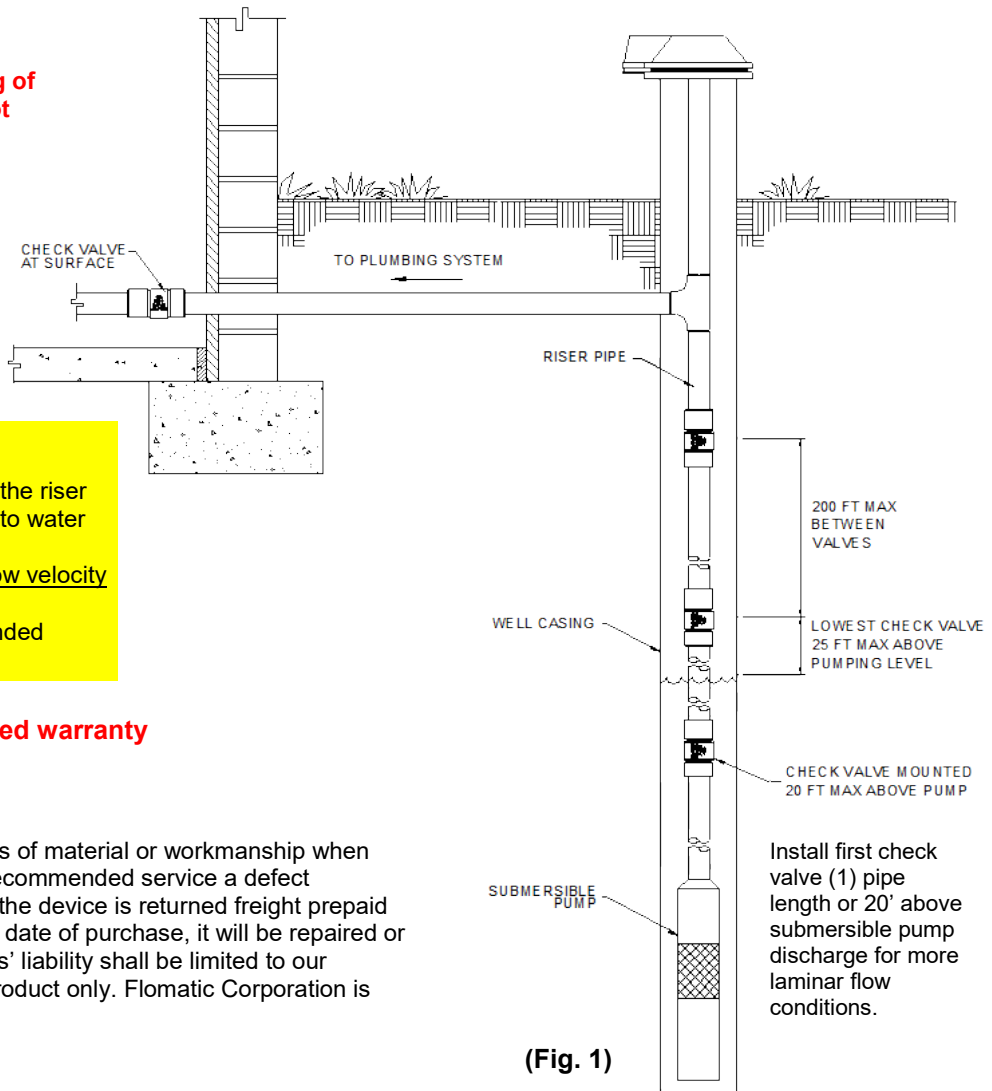 g of
ot
CHECK VALVE
AT SURFACE
TO PLUMBING SYSTEM
RISER PIPE
the riser
to water
ow velocity
nded
200 FT MAX
BETWEEN
VALVES
WELL CASING
LOWEST CHECK VALVE
25 FT MAX ABOVE
PUMPING LEVEL
ed warranty
CHECK VALVE MOUNTED
20 FT MAX ABOVE PUMP
s of material or workmanship when
ecommended service a defect
the device is returned freight prepaid
date of purchase, it will be repaired or
s’ liability shall be limited to our
roduct only. Flomatic Corporation is
SUBMERSIBLE
PUMP
Install first check
valve (1) pipe
length or 20’ above
submersible pump
discharge for more
laminar flow
conditions.
(Fig. 1)